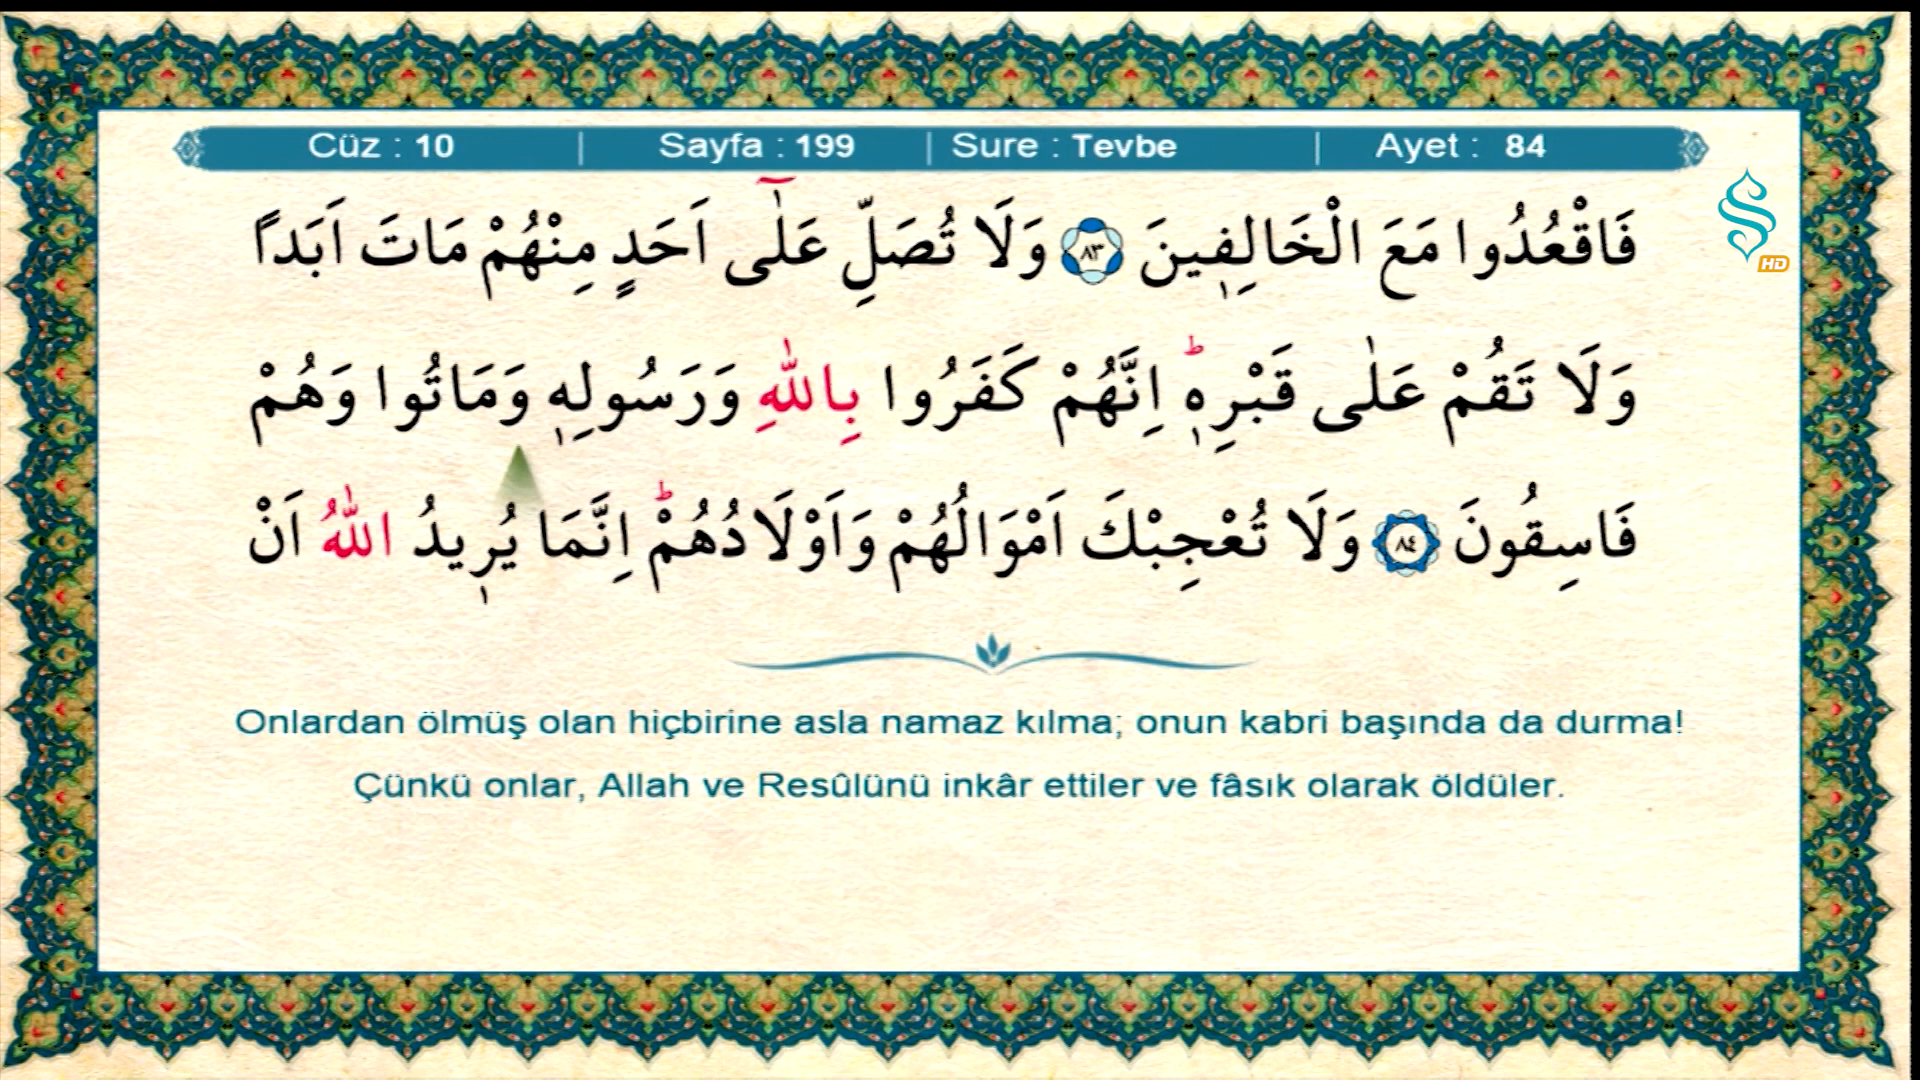 Cüz : 10 | Sayfa : 199 | Sure : Tevbe | Ayet : 84
فَاقْعُدُوا مَعَ الْخَالِفٖينَ ٨٣ وَلَا تُصَلِّ عَلٰٓى اَحَدٍ مِنْهُمْ مَاتَ اَبَداً
وَلَا تَقُمْ عَلٰى قَبْرِهٖؕ اِنَّهُمْ كَفَرُوا بِاللّٰهِ وَرَسُولِهٖ وَمَاتُوا وَهُمْ
فَاسِقُونَ ٨٤ وَلَا تُعْجِبْكَ اَمْوَالُهُمْ وَاَوْلَادُهُمْؕ اِنَّمَا يُرٖيدُ اللّٰهُ اَنْ
Onlardan ölmüş olan hiçbirine asla namaz kılma; onun kabri başında da durma!
Çünkü onlar, Allah ve Resûlünü inkâr ettiler ve fâsık olarak öldüler.
HD